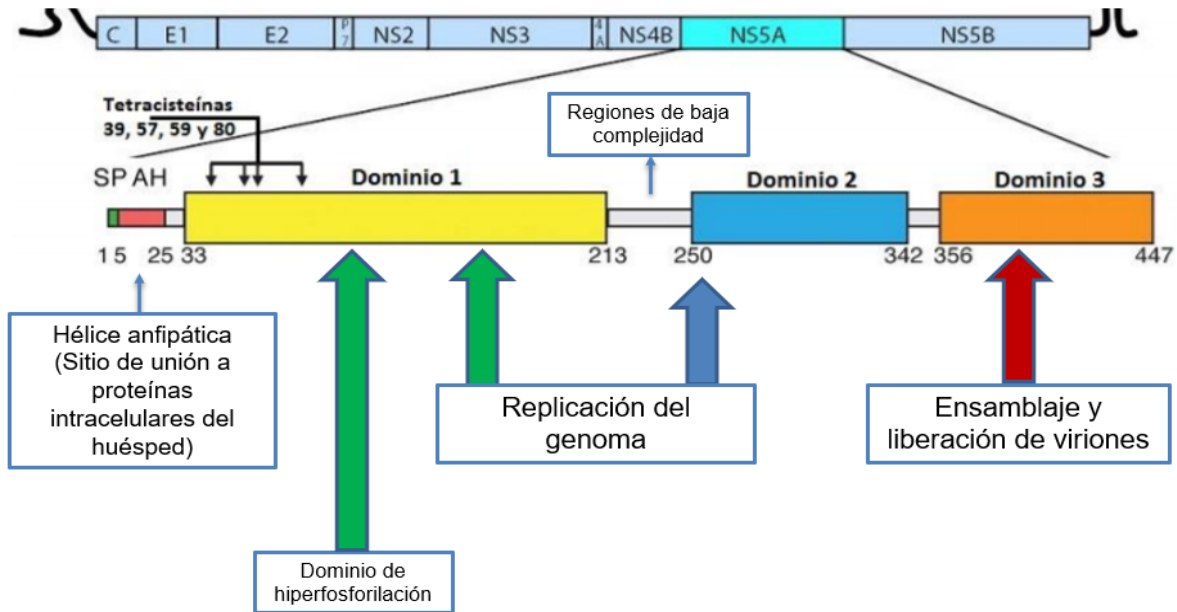 C E1 E2 P7 NS2 NS3 4A NS4B NS5A NS5B
Tetracisteínas
39, 57, 59 y 80
Regiones de baja
complejidad
SP AH
Dominio 1
Dominio 2
Dominio 3
1 5 25 33 213 250 342 356 447
Hélice anfipática
(Sitio de unión a
proteínas
intracelulares del
huésped)
Replicación del
genoma
Ensamblaje y
liberación de viriones
Dominio de
hiperfosforilación